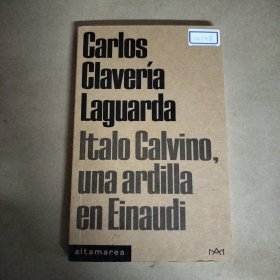 Carlos
Clavería
Laguarda
Italo Calvino,
una ardilla
en Einaudi
altamarea